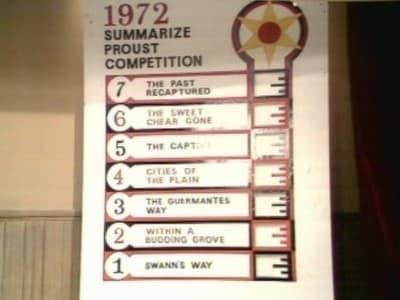 1972
SUMMARIZE
PROUST
COMPETITION
7 THE PAST
RECAPTURED
6 THE SWEET
CHEAR GONE
5 THE
4 CITIES OF
THE PLAIN
3 THE GUERMANTES
WAY
2 WITHIN A
BUDDING GROVE
1 SWANN'S WAY